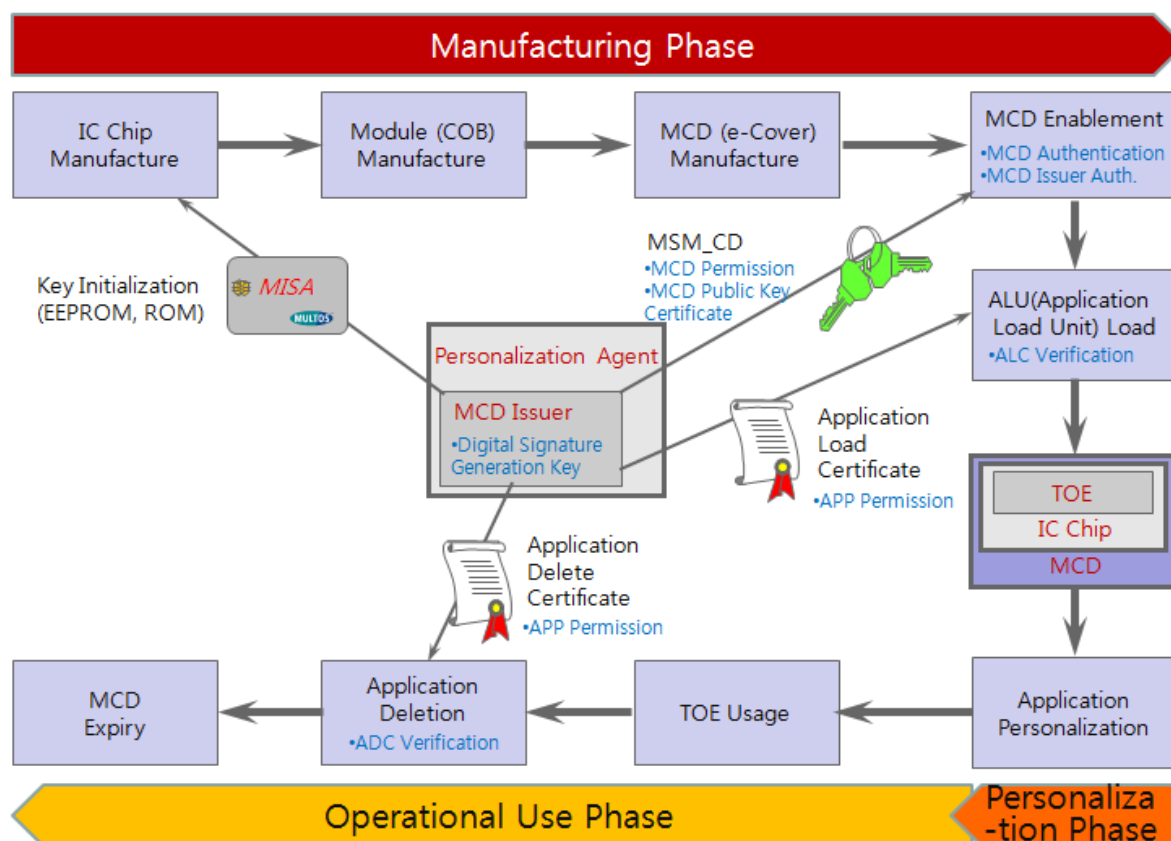 Manufacturing Phase
IC Chip
Manufacture
Module (COB)
Manufacture
MCD (e-Cover)
Manufacture
MCD Enablement
•MCD Authentication
•MCD Issuer Auth.
Key Initialization
(EEPROM, ROM)
MISA
MULTOS
MSM_CD
•MCD Permission
•MCD Public Key
Certificate
ALU(Application
Load Unit) Load
•ALC Verification
Personalization Agent
MCD Issuer
•Digital Signature
Generation Key
Application
Load
Certificate
•APP Permission
TOE
IC Chip
MCD
Application
Delete
Certificate
•APP Permission
MCD
Expiry
Application
Deletion
•ADC Verification
TOE Usage
Application
Personalization
Operational Use Phase
Personaliza
-tion Phase